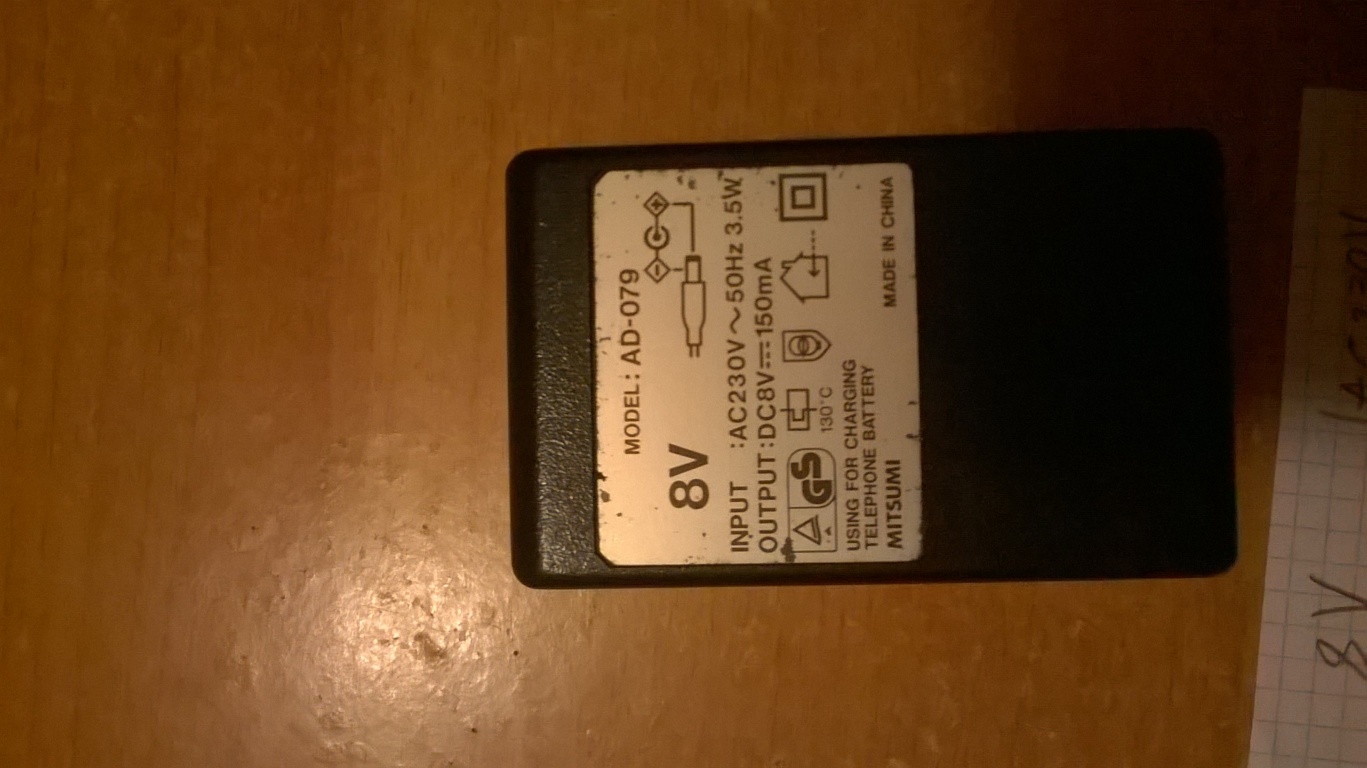 MODEL: AD-079
8V
INPUT :AC230V~50Hz 3.5W
OUTPUT:DC8V⎓150mA
GS
130°C
USING FOR CHARGING
TELEPHONE BATTERY
MITSUMI
MADE IN CHINA
8V